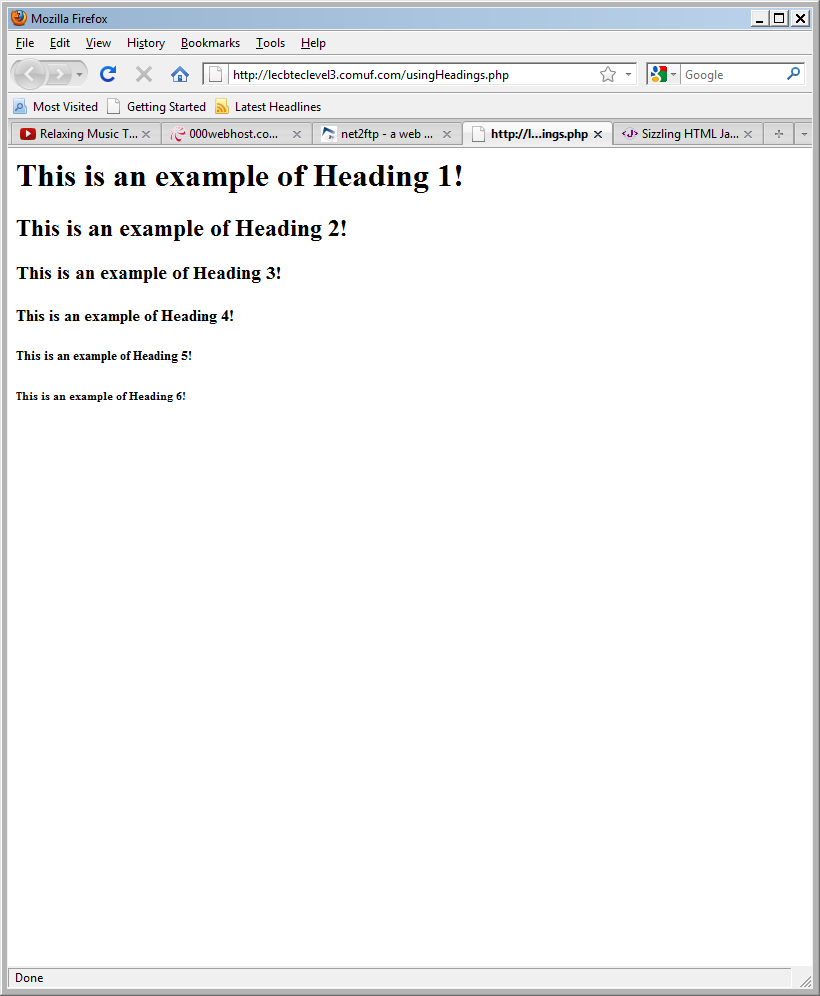 Mozilla Firefox
File Edit View History Bookmarks Tools Help
http://lecbteclevel3.comuf.com/usingHeadings.php Google
Most Visited Getting Started Latest Headlines
Relaxing Music T... 000webhost.co... net2ftp - a web ... http://l...ings.php Sizzling HTML Ja...
This is an example of Heading 1!
This is an example of Heading 2!
This is an example of Heading 3!
This is an example of Heading 4!
This is an example of Heading 5!
This is an example of Heading 6!
Done